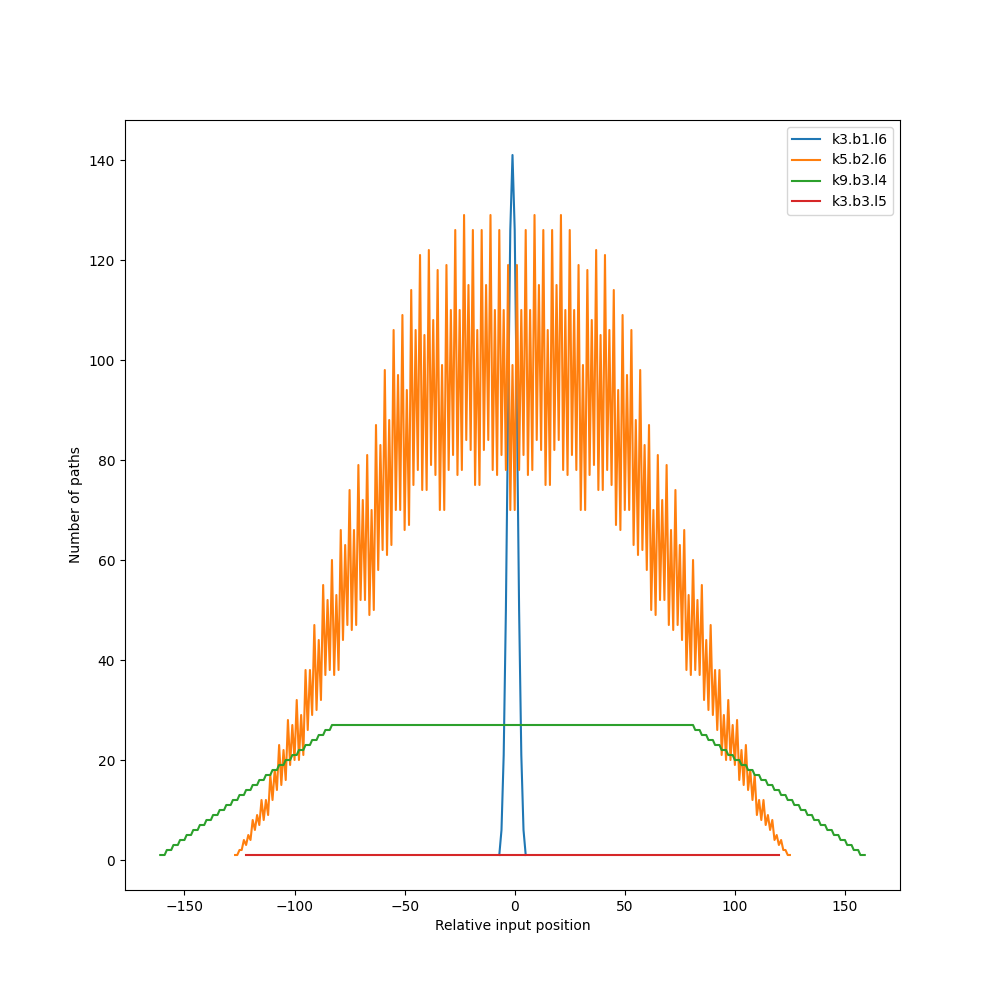 k3.b1.l6
k5.b2.l6
k9.b3.l4
k3.b3.l5
140
120
100
80
60
40
20
0
Number of paths
−150 −100 −50 0 50 100 150
Relative input position